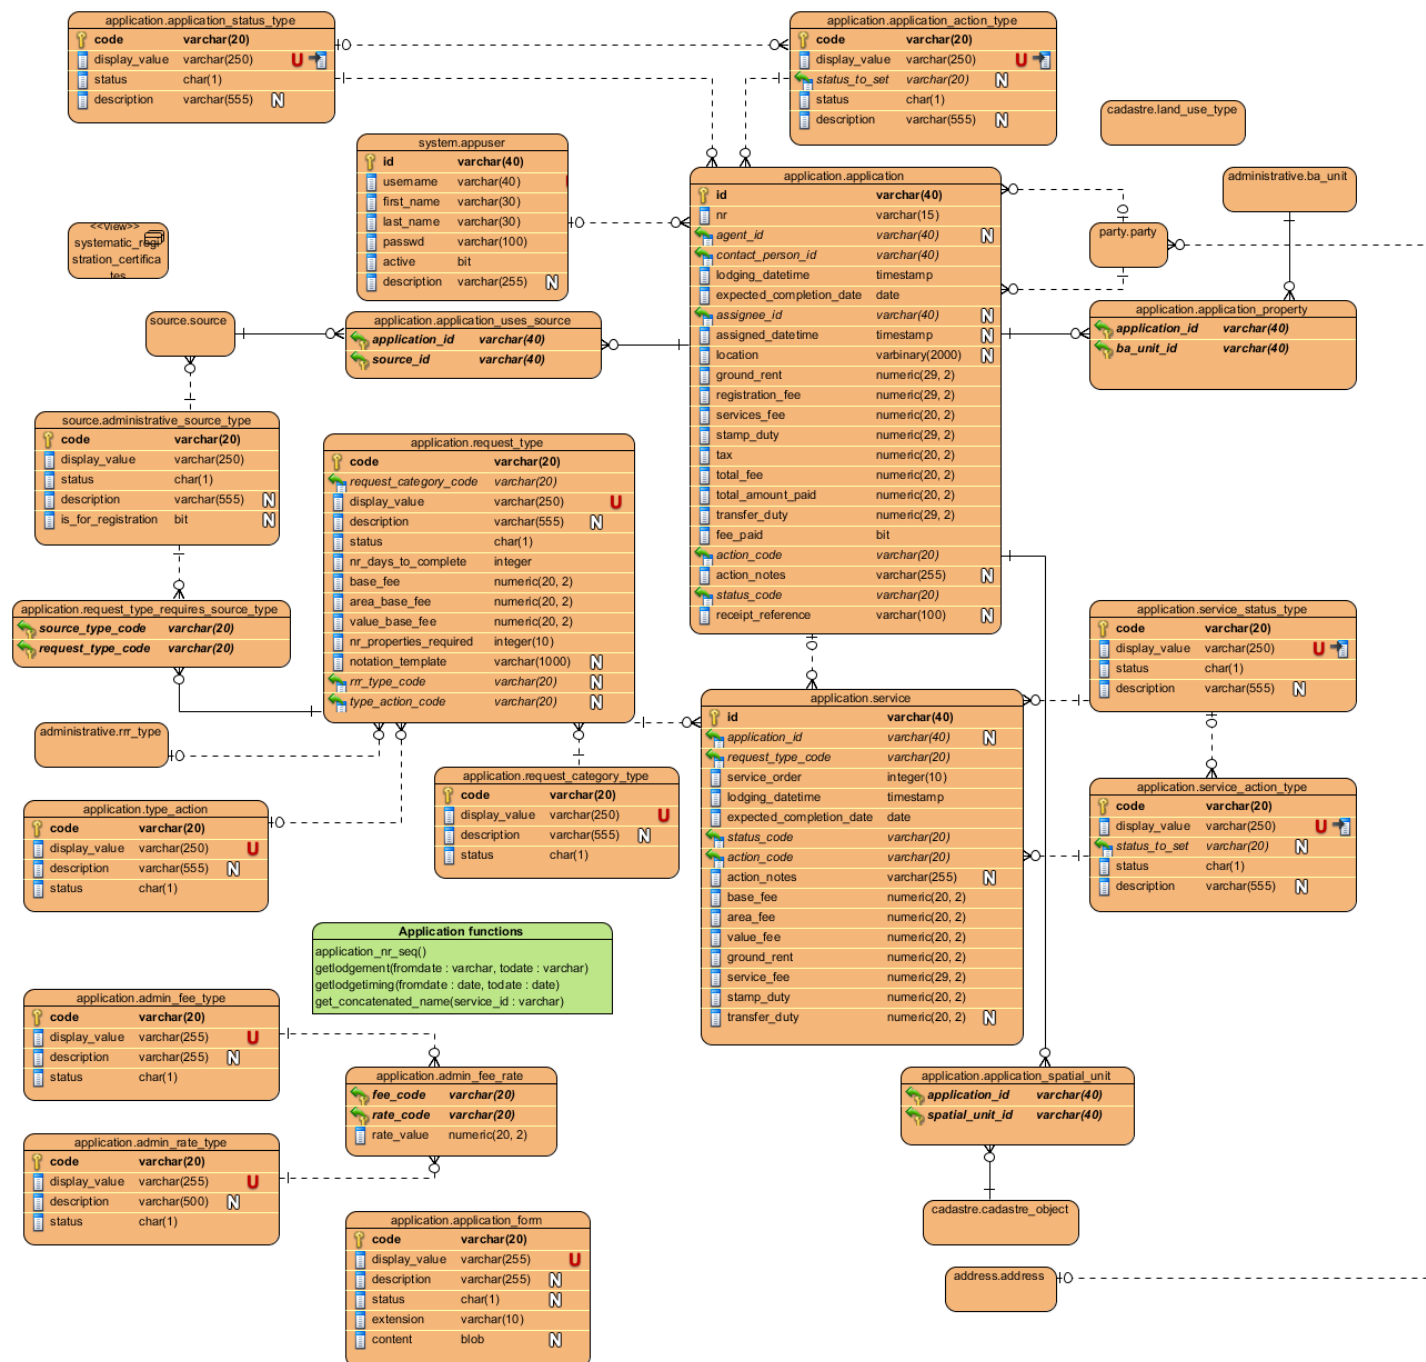 application.application_status_type
code varchar(20)
display_value varchar(250) U
status char(1)
description varchar(555) N
application.application_action_type
code varchar(20)
display_value varchar(250) U
status_to_set varchar(20) N
status char(1)
description varchar(555) N
cadastre.land_use_type
system.appuser
id varchar(40)
username varchar(40)
first_name varchar(30)
last_name varchar(30)
passwd varchar(100)
active bit
description varchar(255) N
application.application
id varchar(40)
nr varchar(15)
agent_id varchar(40) N
contact_person_id varchar(40)
lodging_datetime timestamp
expected_completion_date date
assignee_id varchar(40) N
assigned_datetime timestamp N
location varbinary(2000) N
ground_rent numeric(29, 2)
registration_fee numeric(29, 2)
services_fee numeric(20, 2)
stamp_duty numeric(29, 2)
tax numeric(20, 2)
total_fee numeric(20, 2)
total_amount_paid numeric(20, 2)
transfer_duty numeric(29, 2)
fee_paid bit
action_code varchar(20)
action_notes varchar(255) N
status_code varchar(20)
receipt_reference varchar(100) N
administrative.ba_unit
party.party
<<View>>
systematic_regi
stration_certifica
tes
source.source
application.application_uses_source
application_id varchar(40)
source_id varchar(40)
application.application_property
application_id varchar(40)
ba_unit_id varchar(40)
source.administrative_source_type
code varchar(20)
display_value varchar(250)
status char(1)
description varchar(555) N
is_for_registration bit N
application.request_type
code varchar(20)
request_category_code varchar(20)
display_value varchar(250) U
description varchar(555) N
status char(1)
nr_days_to_complete integer
base_fee numeric(20, 2)
area_base_fee numeric(20, 2)
value_base_fee numeric(20, 2)
nr_properties_required integer(10)
notation_template varchar(1000) N
rrr_type_code varchar(20) N
type_action_code varchar(20) N
application.request_type_requires_source_type
source_type_code varchar(20)
request_type_code varchar(20)
application.service_status_type
code varchar(20)
display_value varchar(250) U
status char(1)
description varchar(555) N
application.service
id varchar(40)
application_id varchar(40) N
request_type_code varchar(20)
service_order integer(10)
lodging_datetime timestamp
expected_completion_date date
status_code varchar(20)
action_code varchar(20)
action_notes varchar(255) N
base_fee numeric(20, 2)
area_fee numeric(20, 2)
value_fee numeric(20, 2)
ground_rent numeric(20, 2)
service_fee numeric(29, 2)
stamp_duty numeric(20, 2)
transfer_duty numeric(20, 2) N
administrative.rrr_type
application.request_category_type
code varchar(20)
display_value varchar(250) U
description varchar(555) N
status char(1)
application.service_action_type
code varchar(20)
display_value varchar(250) U
status_to_set varchar(20) N
status char(1)
description varchar(555) N
application.type_action
code varchar(20)
display_value varchar(250) U
description varchar(555) N
status char(1)
Application functions
application_nr_seq()
getlodgement(fromdate : varchar, todate : varchar)
getlodgetiming(fromdate : date, todate : date)
get_concatenated_name(service_id : varchar)
application.admin_fee_type
code varchar(20)
display_value varchar(255) U
description varchar(255) N
status char(1)
application.admin_fee_rate
fee_code varchar(20)
rate_code varchar(20)
rate_value numeric(20, 2)
application.application_spatial_unit
application_id varchar(40)
spatial_unit_id varchar(40)
application.admin_rate_type
code varchar(20)
display_value varchar(255) U
description varchar(500) N
status char(1)
cadastre.cadastre_object
application.application_form
code varchar(20)
display_value varchar(255) U
description varchar(255) N
status char(1) N
extension varchar(10)
content blob N
address.address